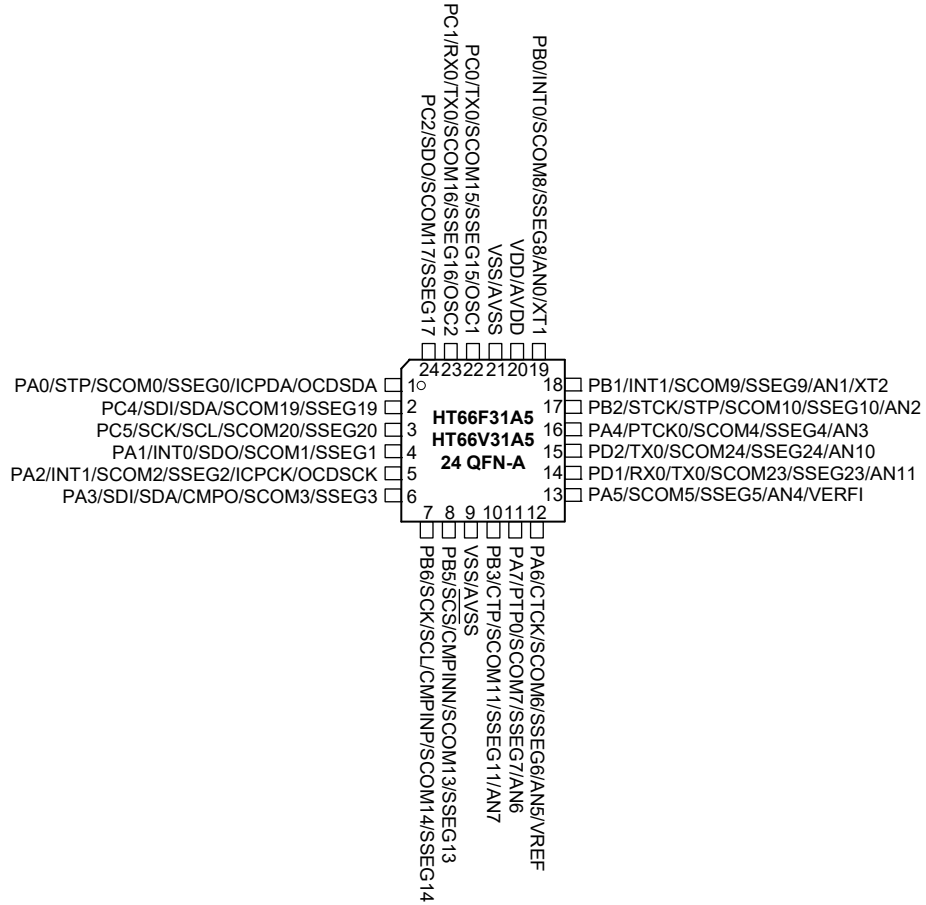 PC2/SDO/SCOM17/SSEG17
PC1/RX0/TX0/SCOM16/SSEG16/OSC2
PC0/TX0/SCOM15/SSEG15/OSC1
VSS/AVSS
VDD/AVDD
PB0/INT0/SCOM8/SSEG8/AN0/XT1
24 23 22 21 20 19
PA0/STP/SCOM0/SSEG0/ICPDA/OCDSDA 1
PC4/SDI/SDA/SCOM19/SSEG19 2
PC5/SCK/SCL/SCOM20/SSEG20 3
PA1/INT0/SDO/SCOM1/SSEG1 4
PA2/INT1/SCOM2/SSEG2/ICPCK/OCDSCK 5
PA3/SDI/SDA/CMPO/SCOM3/SSEG3 6
HT66F31A5
HT66V31A5
24 QFN-A
18 PB1/INT1/SCOM9/SSEG9/AN1/XT2
17 PB2/STCK/STP/SCOM10/SSEG10/AN2
16 PA4/PTCK0/SCOM4/SSEG4/AN3
15 PD2/TX0/SCOM24/SSEG24/AN10
14 PD1/RX0/TX0/SCOM23/SSEG23/AN11
13 PA5/SCOM5/SSEG5/AN4/VERFI
7 8 9 10 11 12
PB6/SCK/SCL/CMPINP/SCOM14/SSEG14
PB5/SCS/CMPINN/SCOM13/SSEG13
VSS/AVSS
PB3/CTP/SCOM11/SSEG11/AN7
PA7/PTP0/SCOM7/SSEG7/AN6
PA6/CTCK/SCOM6/SSEG6/AN5/VREF